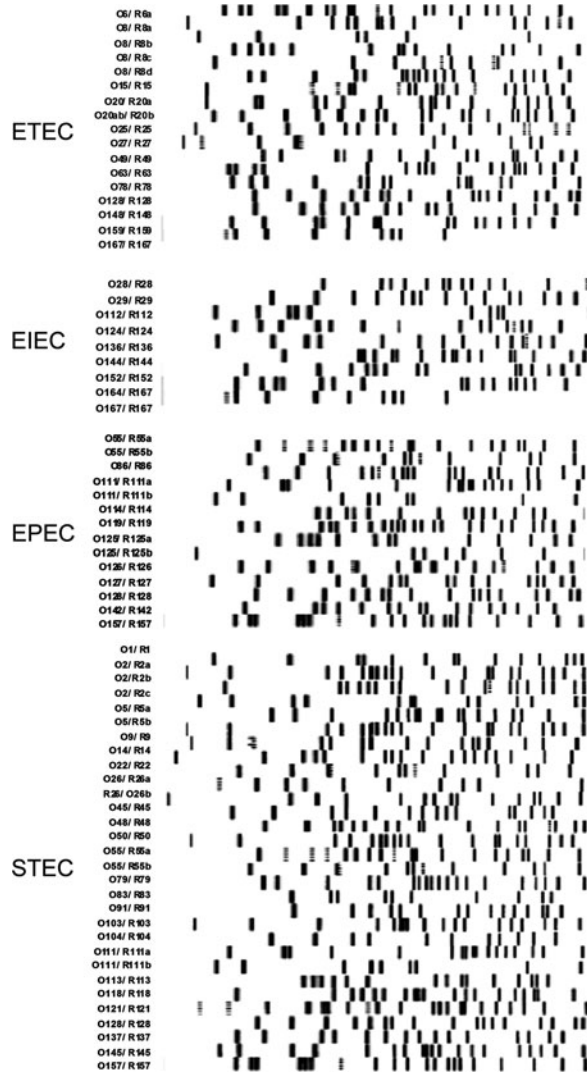 O6/ R6a
O8/ R8a
O8/ R8b
O8/ R8c
O8/ R8d
O15/ R15
O20/ R20a
O20ab/ R20b
ETEC
O25/ R25
O27/ R27
O49/ R49
O63/ R63
O78/ R78
O128/ R128
O148/ R148
O159/ R159
O167/ R167
O28/ R28
O29/ R29
O112/ R112
O124/ R124
EIEC
O136/ R136
O144/ R144
O152/ R152
O164/ R167
O167/ R167
O55/ R55a
O55/ R55b
O86/ R86
O111/ R111a
O111/ R111b
O114/ R114
O119/ R119
EPEC
O125/ R125a
O125/ R125b
O126/ R126
O127/ R127
O128/ R128
O142/ R142
O157/ R157
O1/ R1
O2/ R2a
O2/ R2b
O2/ R2c
O5/ R5a
O5/ R5b
O9/ R9
O14/ R14
O22/ R22
O26/ R26a
R26/ O26b
O45/ R45
O48/ R48
O50/ R50
O55/ R55a
STEC
O55/ R55b
O79/ R79
O83/ R83
O91/ R91
O103/ R103
O104/ R104
O111/ R111a
O111/ R111b
O113/ R113
O118/ R118
O121/ R121
O128/ R128
O137/ R137
O145/ R145
O157/ R157